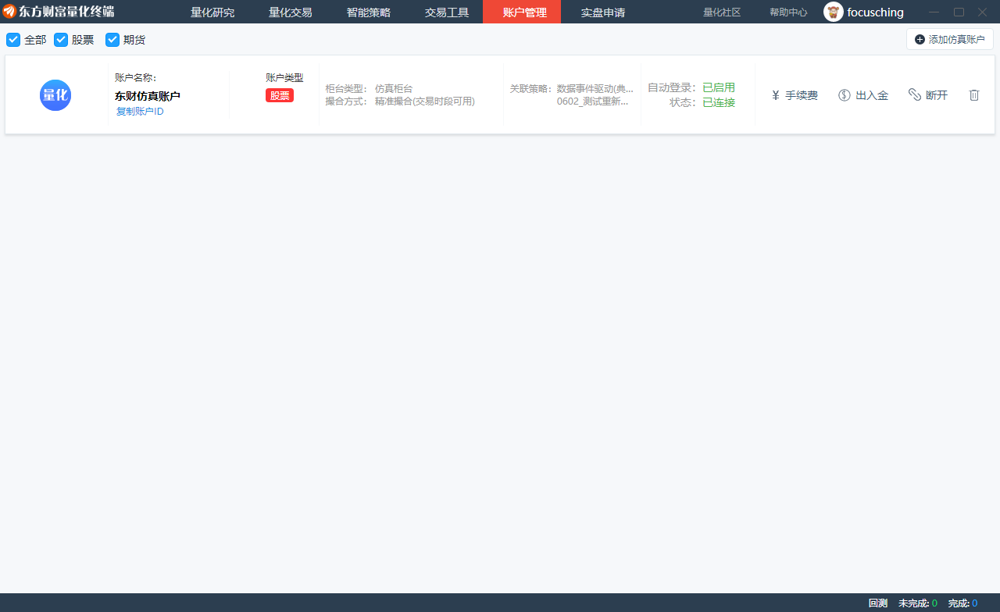 东方财富量化终端 量化研究 量化交易 智能策略 交易工具 账户管理 实盘申请 量化社区 帮助中心 focusching
全部 股票 期货 添加仿真账户
量化
账户名称：
东财仿真账户
复制账户ID
账户类型
股票
柜台类型： 仿真柜台
撮合方式： 精准撮合(交易时段可用)
关联策略： 数据事件驱动(典...
0602_测试重新...
自动登录： 已启用
状态： 已连接
¥ 手续费 出入金 断开
回测 未完成: 0 完成: 0